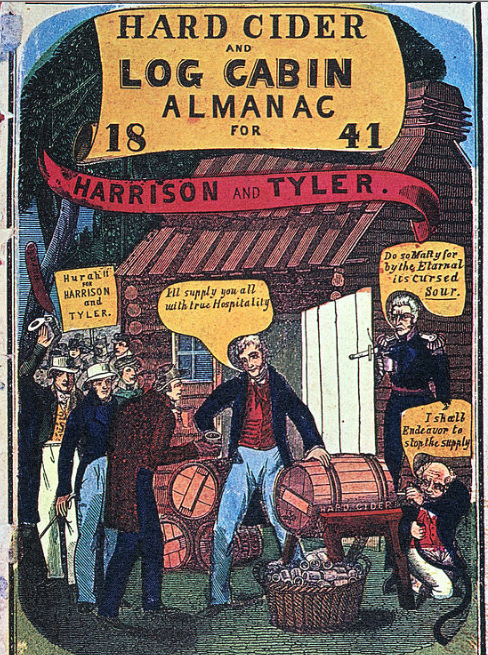 HARD CIDER
AND
LOG CABIN
ALMANAC
FOR
18 41
HARRISON AND TYLER.
Hurah!!
FOR
HARRISON
and
TYLER.
I'll supply you all
with true Hospitality
Do so Matty for
by the Eternal
its Cursed
Sour.
I shall
Endeavor to
stop the supply
HARD CIDER